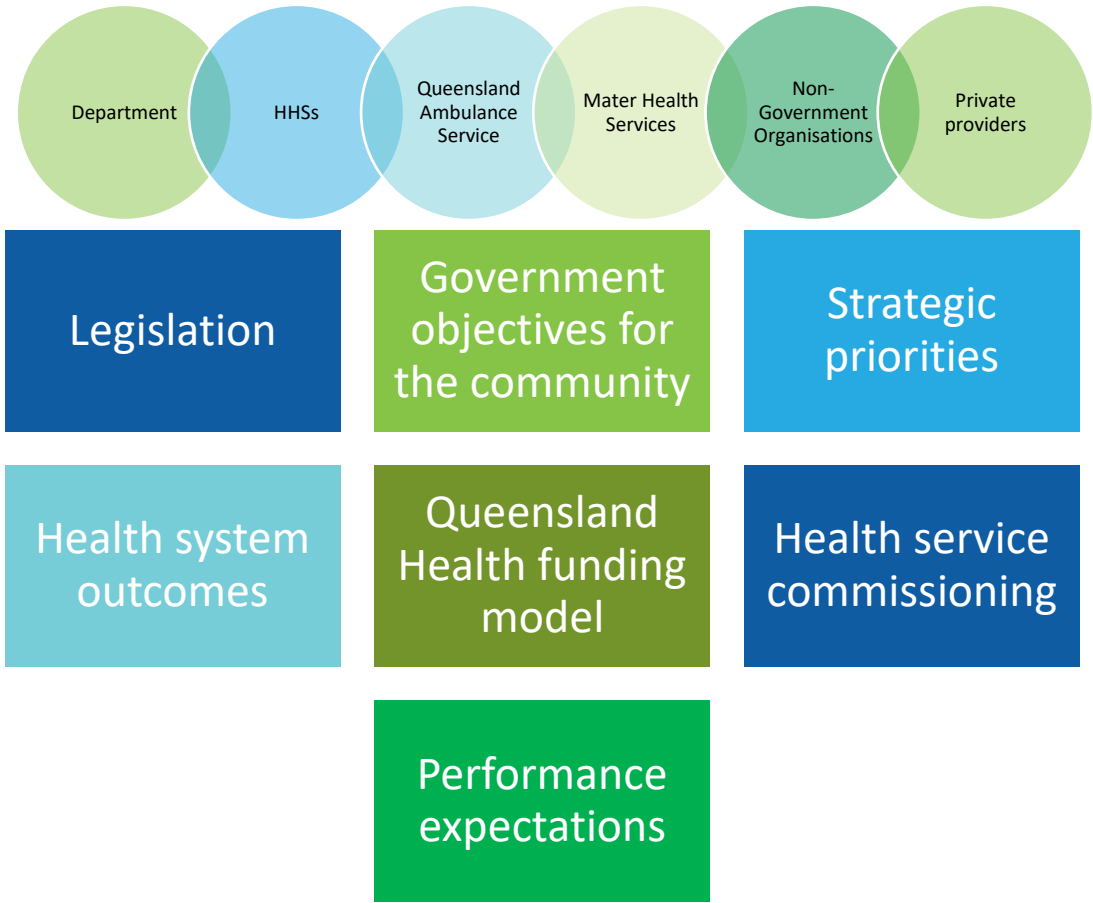 Department
HHSs
Queensland
Ambulance
Service
Mater Health
Services
Non-
Government
Organisations
Private
providers
Legislation
Government
objectives for
the community
Strategic
priorities
Health system
outcomes
Queensland
Health funding
model
Health service
commissioning
Performance
expectations